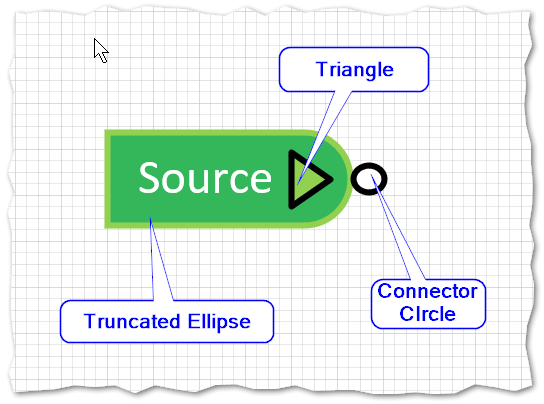 Triangle
Source
Connector
CIrcle
Truncated Ellipse